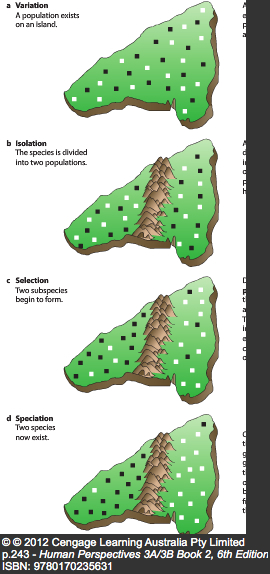 a Variation
A population exists
on an island.
b Isolation
The species is divided
into two populations.
c Selection
Two subspecies
begin to form.
d Speciation
Two species
now exist.
© © 2012 Cengage Learning Australia Pty Limited
p.243 - Human Perspectives 3A/3B Book 2, 6th Edition
ISBN: 9780170235631